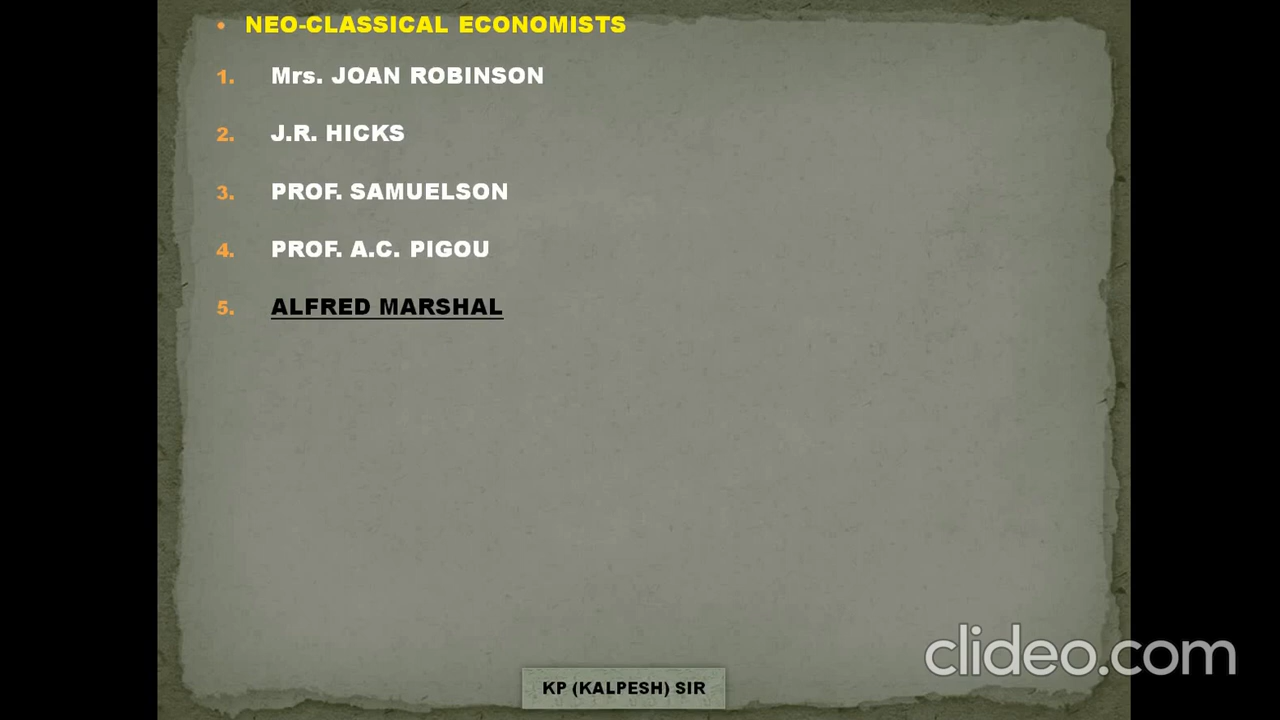 • NEO-CLASSICAL ECONOMISTS
1. Mrs. JOAN ROBINSON
2. J.R. HICKS
3. PROF. SAMUELSON
4. PROF. A.C. PIGOU
5. ALFRED MARSHAL
clideo.com
KP (KALPESH) SIR